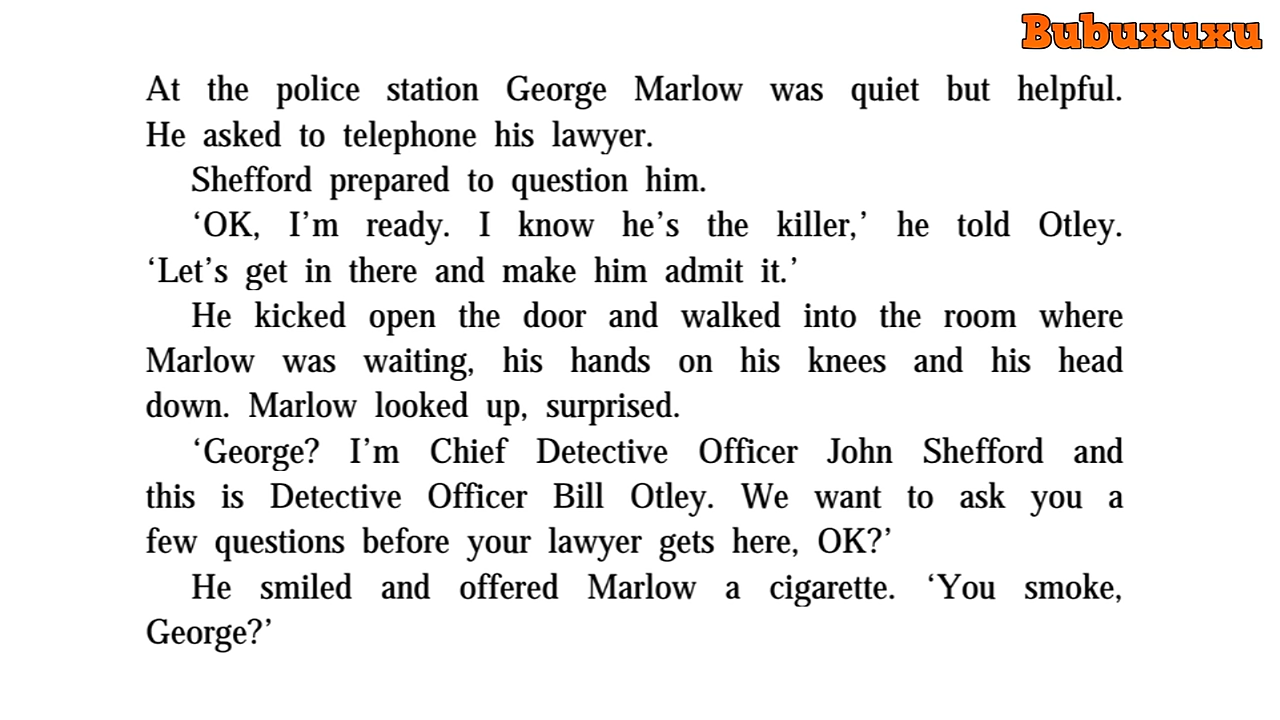 Bubuxuxu
At the police station George Marlow was quiet but helpful.
He asked to telephone his lawyer.
Shefford prepared to question him.
‘OK, I’m ready. I know he’s the killer,’ he told Otley.
‘Let’s get in there and make him admit it.’
He kicked open the door and walked into the room where
Marlow was waiting, his hands on his knees and his head
down. Marlow looked up, surprised.
‘George? I’m Chief Detective Officer John Shefford and
this is Detective Officer Bill Otley. We want to ask you a
few questions before your lawyer gets here, OK?’
He smiled and offered Marlow a cigarette. ‘You smoke,
George?’